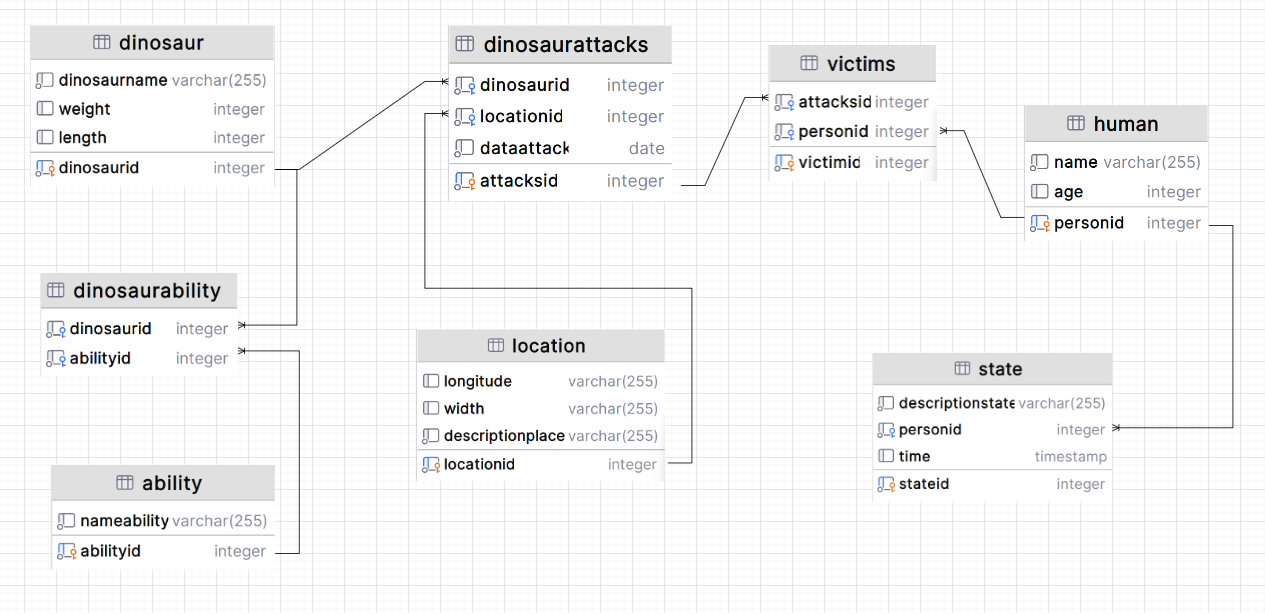 dinosaur
dinosaurname varchar(255)
weight integer
length integer
dinosaurid integer
dinosaurattacks
dinosaurid integer
locationid integer
dataattack date
attacksid integer
victims
attacksid integer
personid integer
victimid integer
human
name varchar(255)
age integer
personid integer
dinosaurability
dinosaurid integer
abilityid integer
location
longitude varchar(255)
width varchar(255)
descriptionplace varchar(255)
locationid integer
state
descriptionstate varchar(255)
personid integer
time timestamp
stateid integer
ability
nameability varchar(255)
abilityid integer